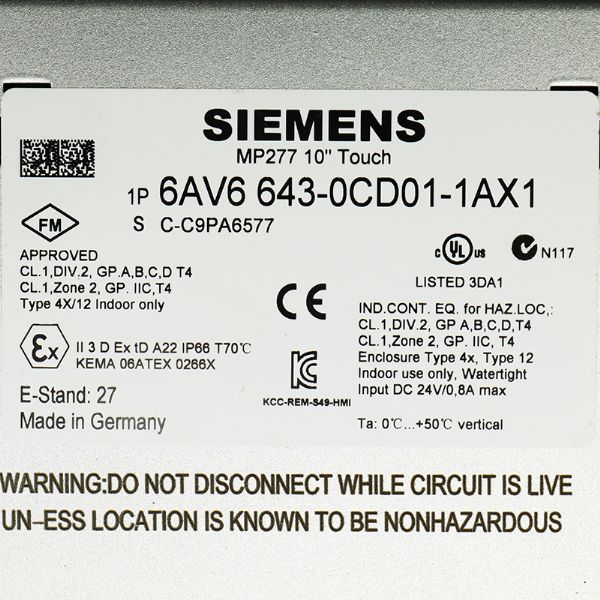 SIEMENS
MP277 10" Touch
1P 6AV6 643-0CD01-1AX1
S C-C9PA6577
FM
APPROVED
CL.1,DIV.2, GP.A,B,C,D T4
CL.1,Zone 2, GP. IIC,T4
Type 4X/12 Indoor only
c UL us
N117
LISTED 3DA1
CE
IND.CONT. EQ. for HAZ.LOC,:
CL.1,DIV.2, GP A,B,C,D,T4
CL.1,Zone 2, GP. IIC, T4
Enclosure Type 4x, Type 12
Indoor use only, Watertight
Input DC 24V/0,8A max
Ex
II 3 D Ex tD A22 IP66 T70℃
KEMA 06ATEX 0266X
KCC-REM-S49-HMI
E-Stand: 27
Made in Germany
Ta: 0℃...+50℃ vertical
WARNING:DO NOT DISCONNECT WHILE CIRCUIT IS LIVE
UN–ESS LOCATION IS KNOWN TO BE NONHAZARDOUS